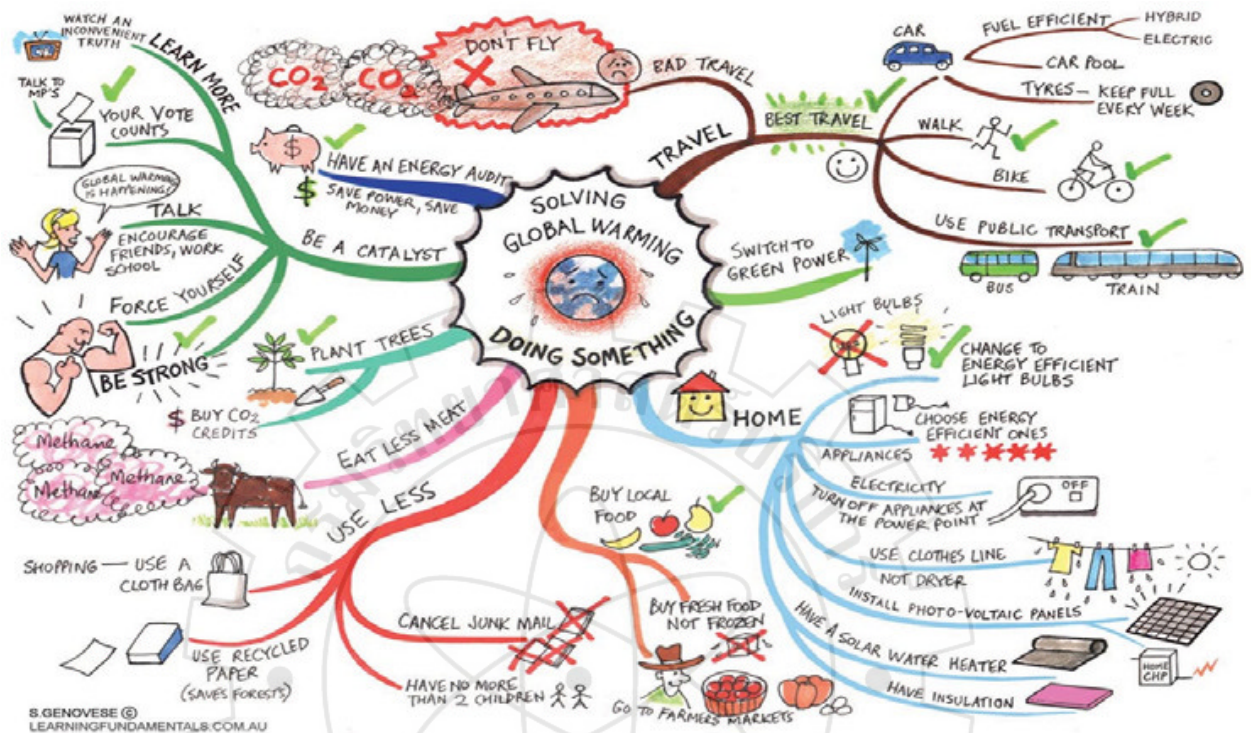 WATCH AN
INCONVENIENT
TRUTH
LEARN MORE
TALK TO
MP'S
YOUR VOTE
COUNTS
GLOBAL WARMING
IS HAPPENING!
TALK
ENCOURAGE
FRIENDS, WORK
SCHOOL
FORCE YOURSELF
BE STRONG
BE A CATALYST
CO2
CO2
DON'T FLY
BAD TRAVEL
TRAVEL
BEST TRAVEL
CAR
FUEL EFFICIENT
HYBRID
ELECTRIC
CAR POOL
TYRES — KEEP FULL
EVERY WEEK
WALK
BIKE
USE PUBLIC TRANSPORT
BUS
TRAIN
$
HAVE AN ENERGY AUDIT
$ SAVE POWER, SAVE
MONEY
SOLVING
GLOBAL WARMING
DOING SOMETHING
SWITCH TO
GREEN POWER
PLANT TREES
$ BUY CO2
CREDITS
Methane
Methane
Methane
EAT LESS MEAT
USE LESS
SHOPPING — USE A
CLOTH BAG
USE RECYCLED
PAPER
(SAVES FORESTS)
CANCEL JUNK MAIL
HAVE NO MORE
THAN 2 CHILDREN
BUY LOCAL
FOOD
BUY FRESH FOOD
NOT FROZEN
GO TO FARMERS MARKETS
HOME
LIGHT BULBS
CHANGE TO
ENERGY EFFICIENT
LIGHT BULBS
CHOOSE ENERGY
EFFICIENT ONES
APPLIANCES
ELECTRICITY
TURN OFF APPLIANCES AT
THE POWER POINT
OFF
USE CLOTHES LINE
NOT DRYER
INSTALL PHOTO-VOLTAIC PANELS
HOME
CHP
HAVE A SOLAR WATER HEATER
HAVE INSULATION
S.GENOVESE ©
LEARNINGFUNDAMENTALS.COM.AU